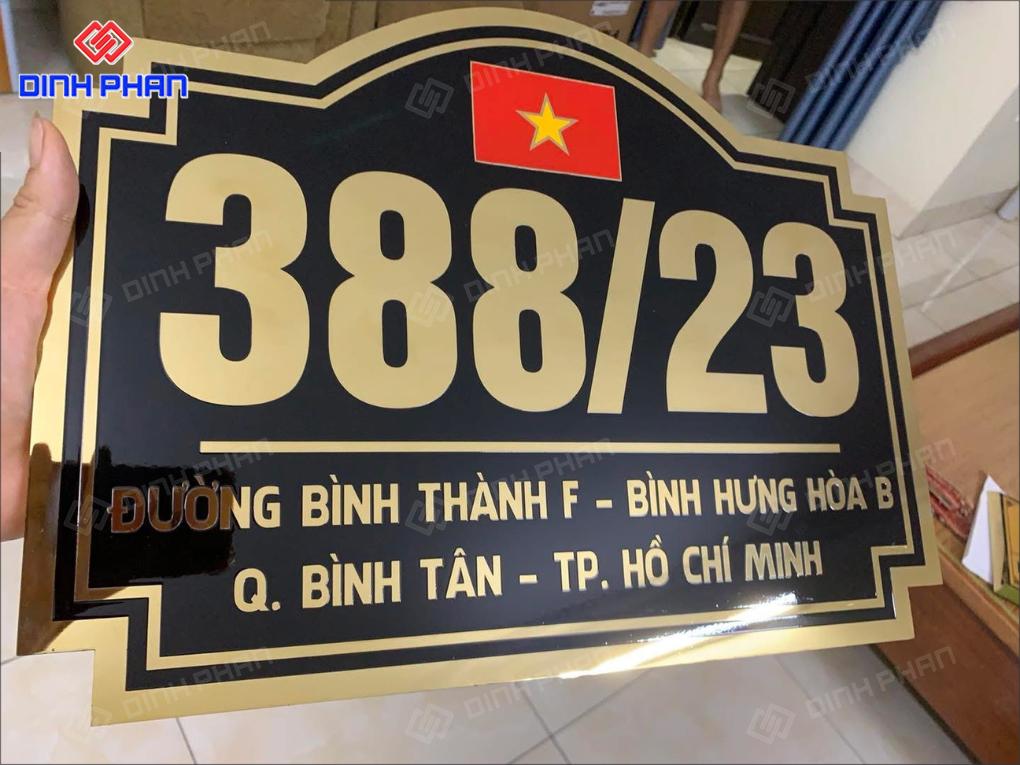 DINH PHAN
388/23
ĐƯỜNG BÌNH THÀNH F – BÌNH HƯNG HÒA B
Q. BÌNH TÂN – TP. HỒ CHÍ MINH